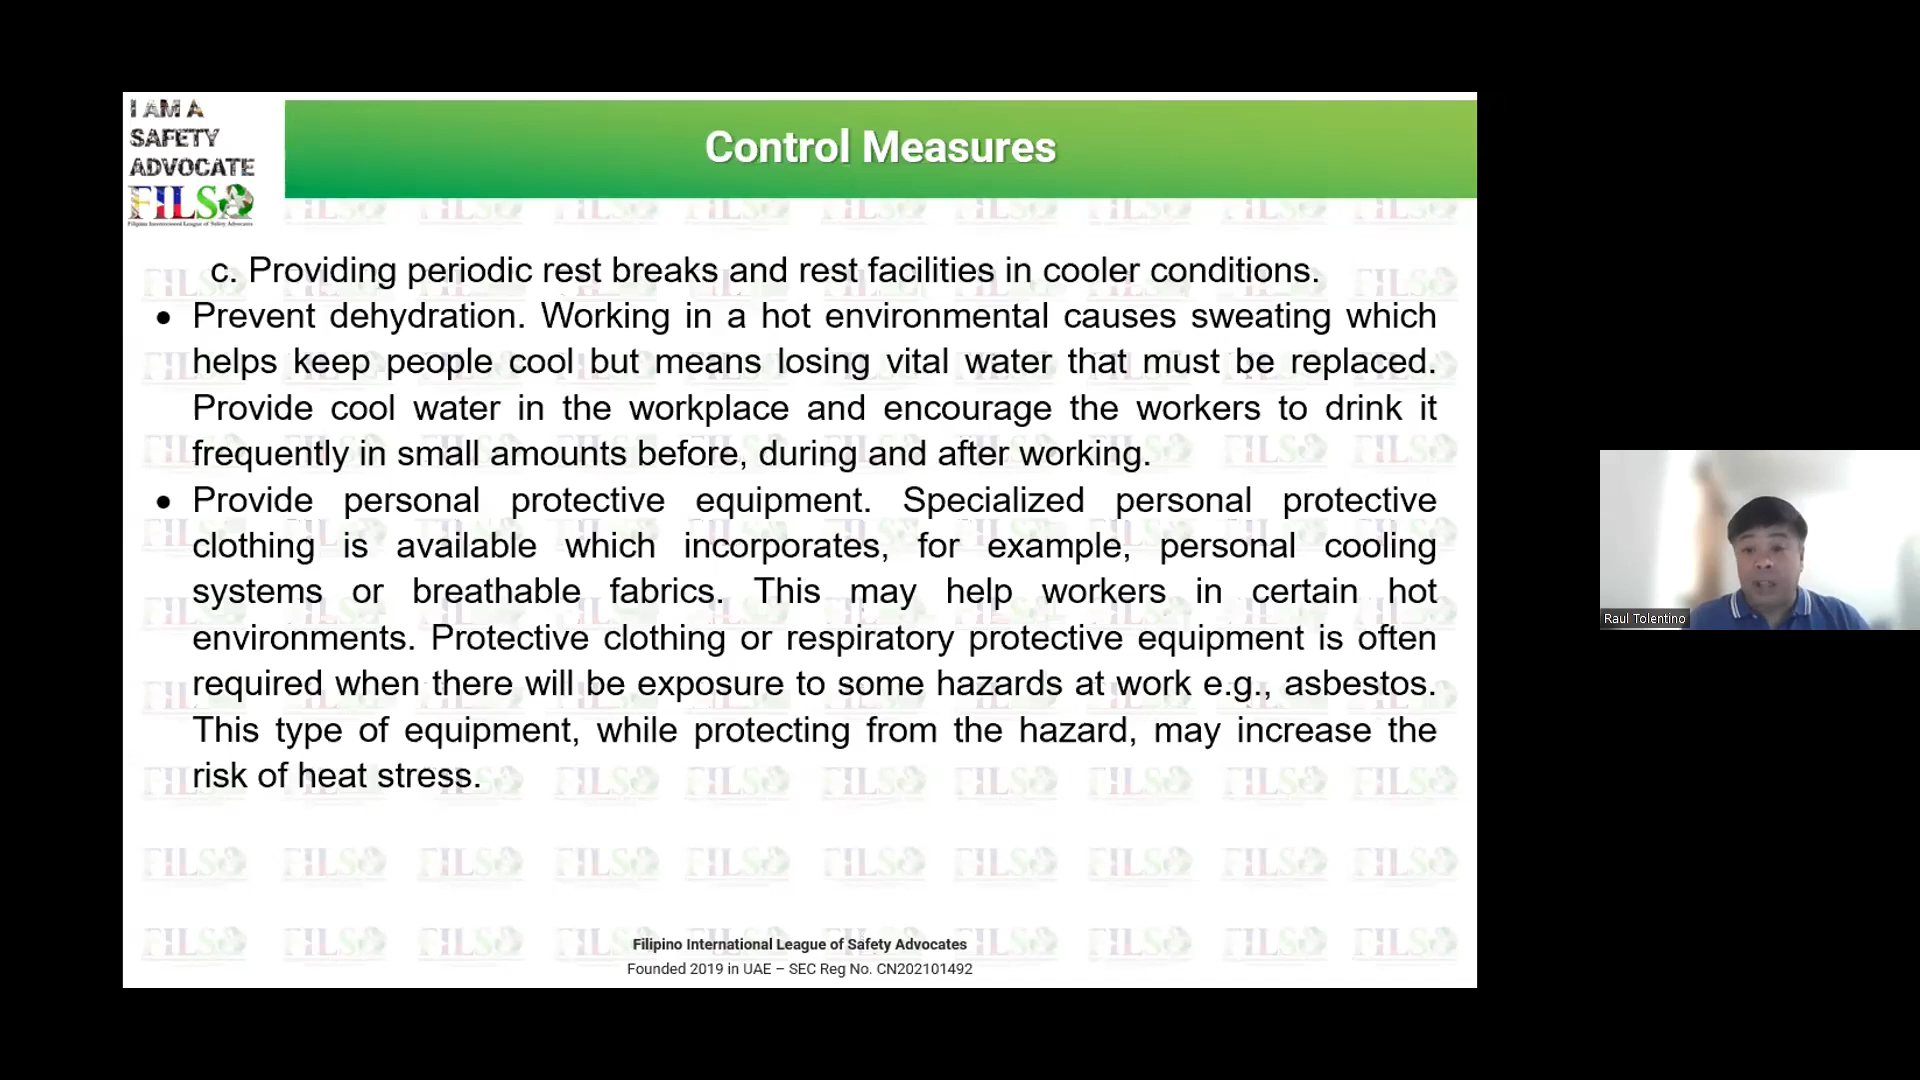 I AM A
SAFETY
ADVOCATE
FILSA
Filipino International League of Safety Advocates
Control Measures
c. Providing periodic rest breaks and rest facilities in cooler conditions.
• Prevent dehydration. Working in a hot environmental causes sweating which
helps keep people cool but means losing vital water that must be replaced.
Provide cool water in the workplace and encourage the workers to drink it
frequently in small amounts before, during and after working.
• Provide personal protective equipment. Specialized personal protective
clothing is available which incorporates, for example, personal cooling
systems or breathable fabrics. This may help workers in certain hot
environments. Protective clothing or respiratory protective equipment is often
required when there will be exposure to some hazards at work e.g., asbestos.
This type of equipment, while protecting from the hazard, may increase the
risk of heat stress.
Filipino International League of Safety Advocates
Founded 2019 in UAE – SEC Reg No. CN202101492
Raul Tolentino